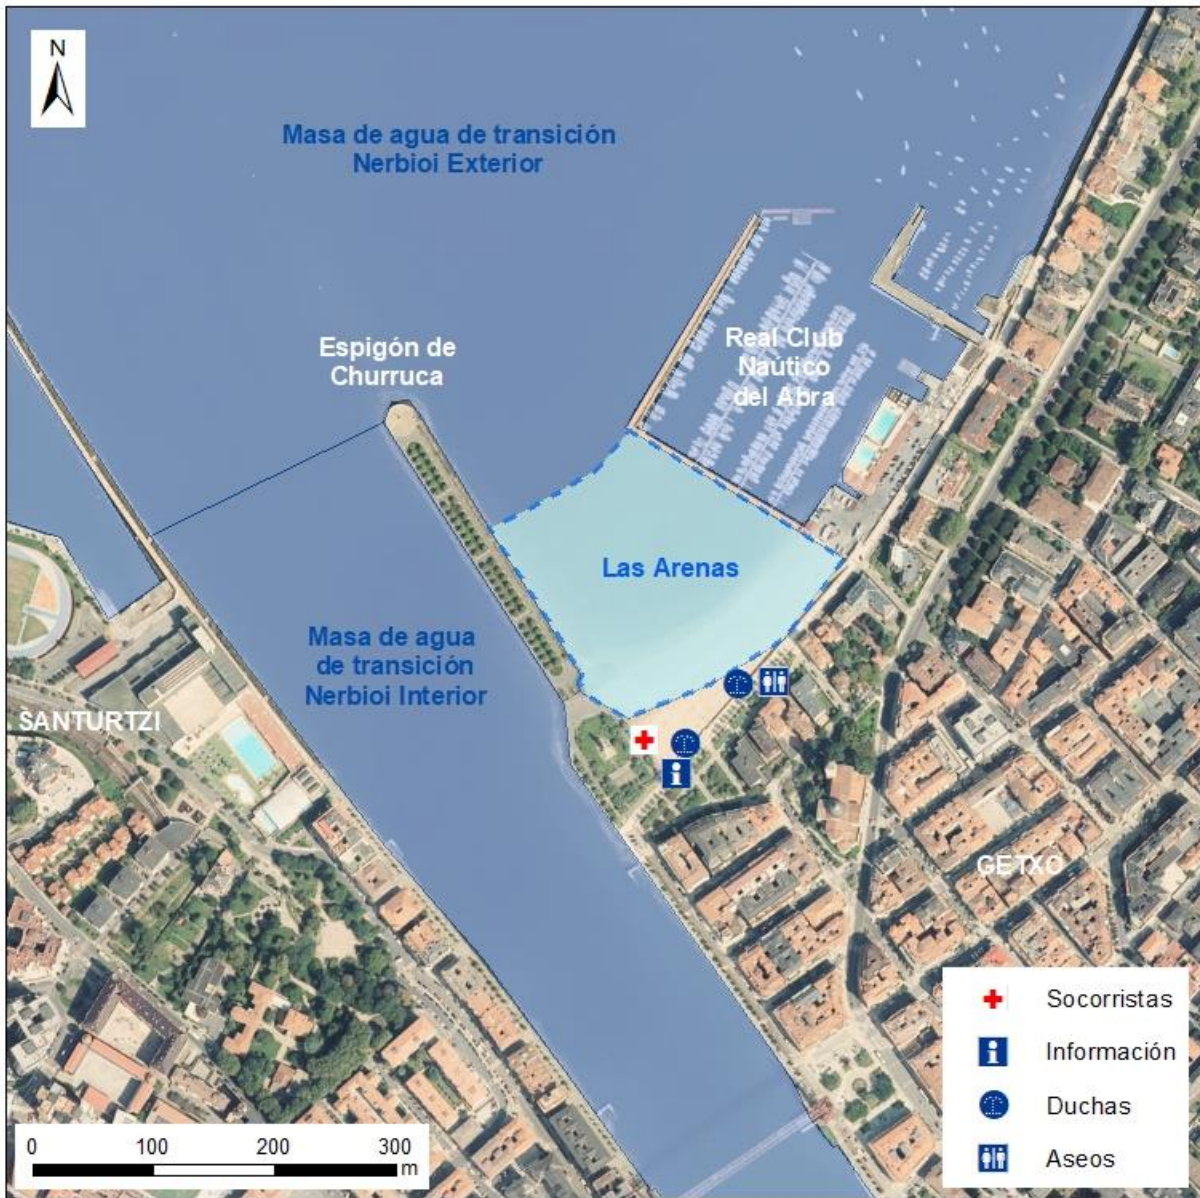 N
Masa de agua de transición
Nerbioi Exterior
Espigón de
Churruca
Real Club
Naútico
del Abra
Las Arenas
Masa de agua
de transición
Nerbioi Interior
SANTURTZI
GETXO
Socorristas
Información
Duchas
Aseos
0 100 200 300
m